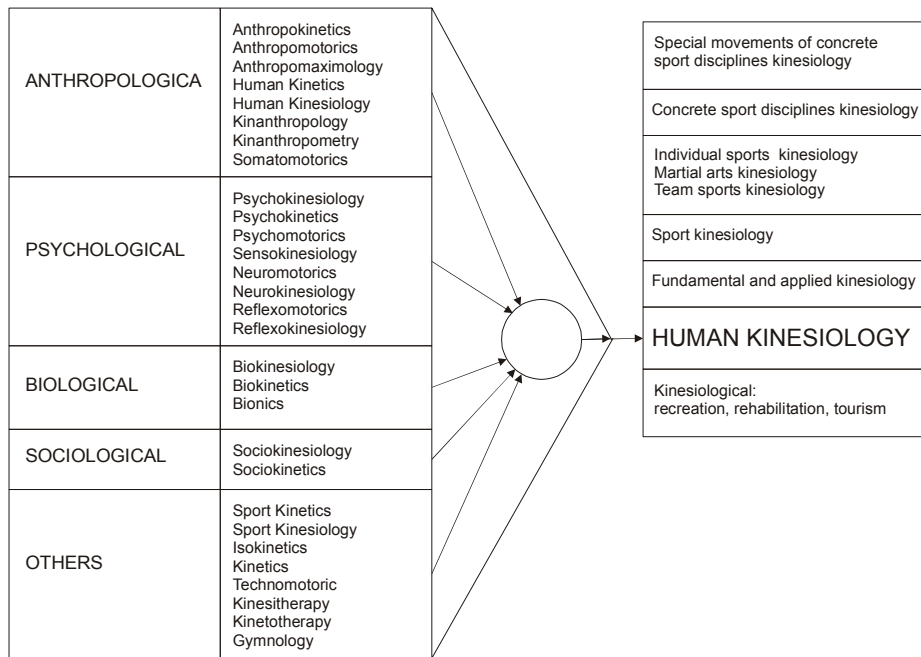 ANTHROPOLOGICA
Anthropokinetics
Anthropomotorics
Anthropomaximology
Human Kinetics
Human Kinesiology
Kinanthropology
Kinanthropometry
Somatomotorics
PSYCHOLOGICAL
Psychokinesiology
Psychokinetics
Psychomotorics
Sensokinesiology
Neuromotorics
Neurokinesiology
Reflexomotorics
Reflexokinesiology
BIOLOGICAL
Biokinesiology
Biokinetics
Bionics
SOCIOLOGICAL
Sociokinesiology
Sociokinetics
OTHERS
Sport Kinetics
Sport Kinesiology
Isokinetics
Kinetics
Technomotoric
Kinesitherapy
Kinetotherapy
Gymnology
Special movements of concrete
sport disciplines kinesiology
Concrete sport disciplines kinesiology
Individual sports kinesiology
Martial arts kinesiology
Team sports kinesiology
Sport kinesiology
Fundamental and applied kinesiology
HUMAN KINESIOLOGY
Kinesiological:
recreation, rehabilitation, tourism